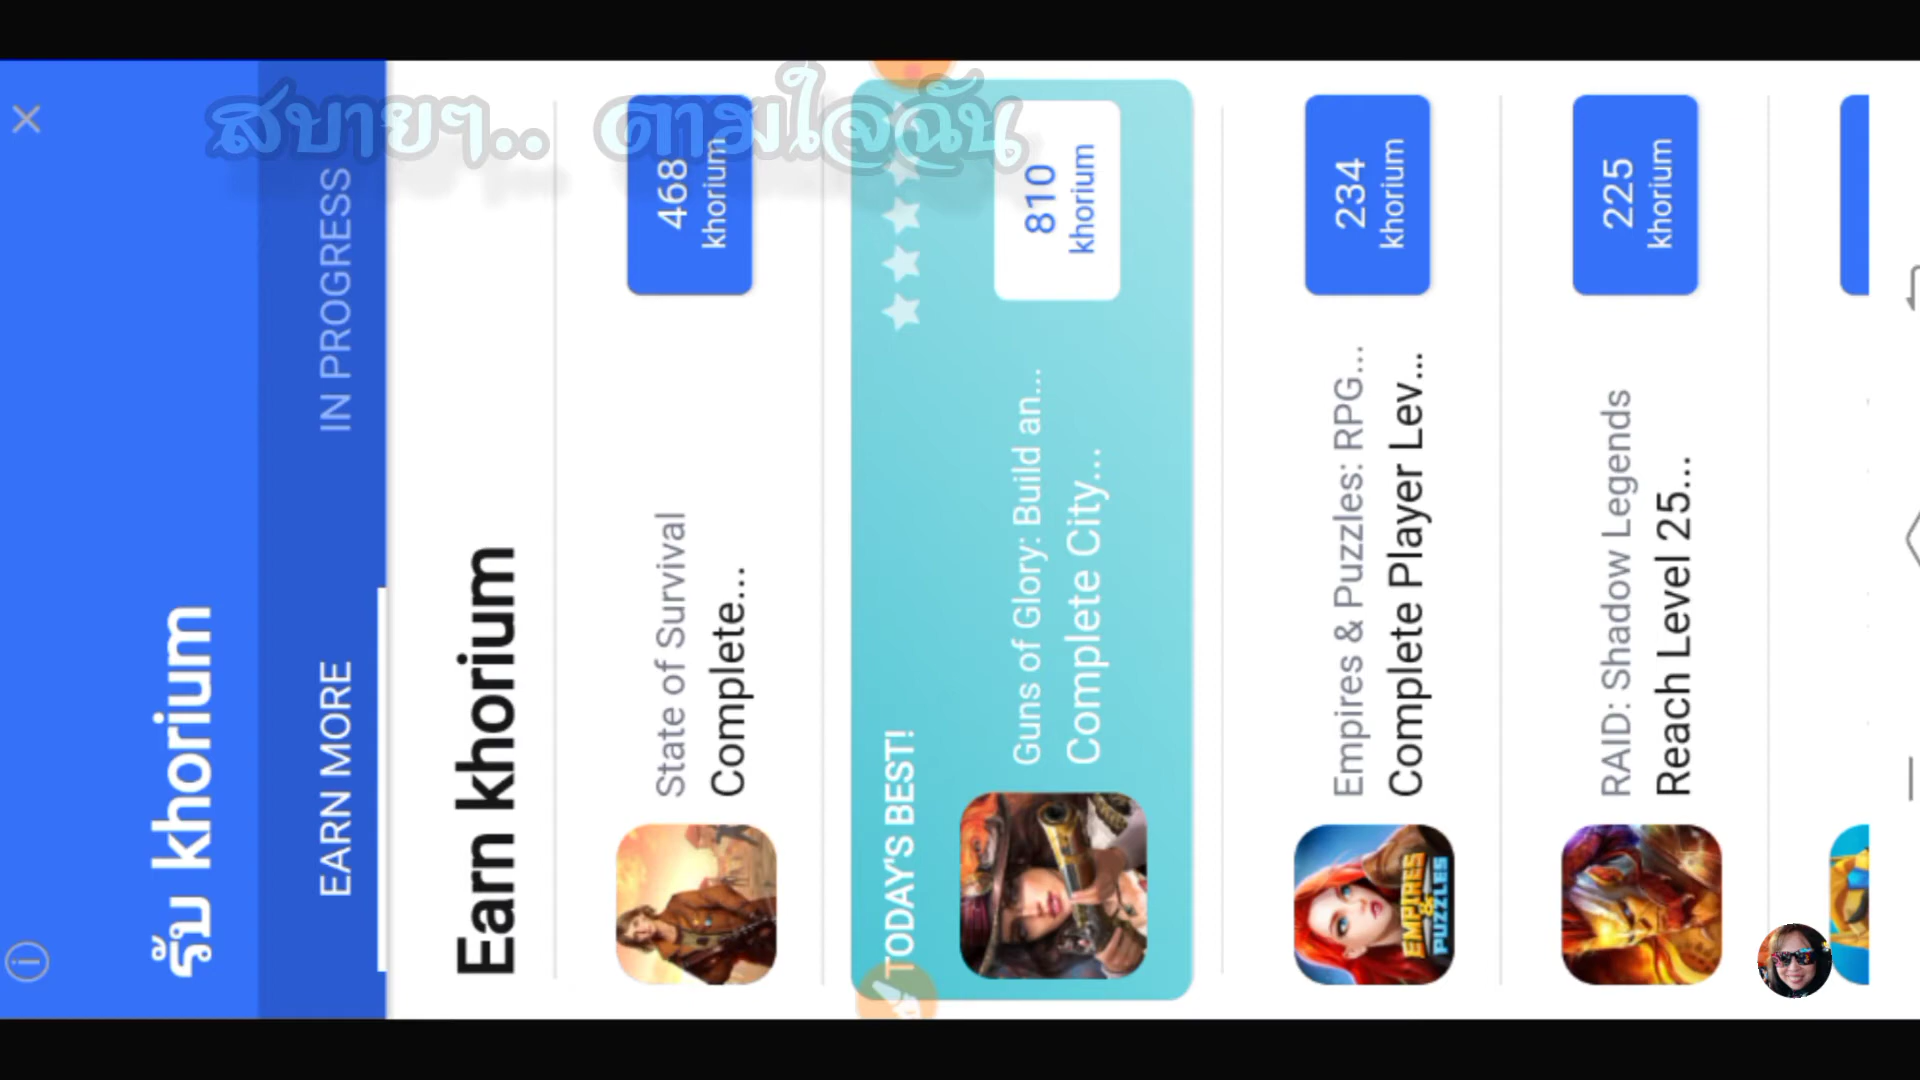 สบายๆ.. ตามใจฉัน
รับ khorium
EARN MORE
IN PROGRESS
Earn khorium
State of Survival
Complete...
468
khorium
TODAY'S BEST!
Guns of Glory: Build an...
Complete City...
810
khorium
Empires & Puzzles: RPG...
Complete Player Lev...
234
khorium
EMPIRES
&
PUZZLES
RAID: Shadow Legends
Reach Level 25...
225
khorium